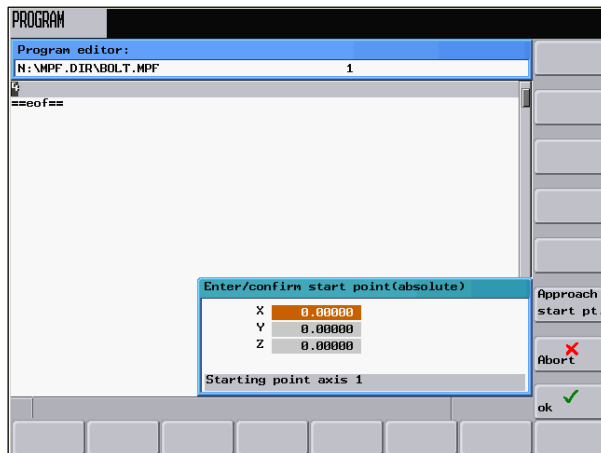 PROGRAM
Program editor:
N:\MPF.DIR\BOLT.MPF 1
==eof==
Enter/confirm start point(absolute)
X 0.00000
Y 0.00000
Z 0.00000
Starting point axis 1
Approach
start pt.
Abort
ok